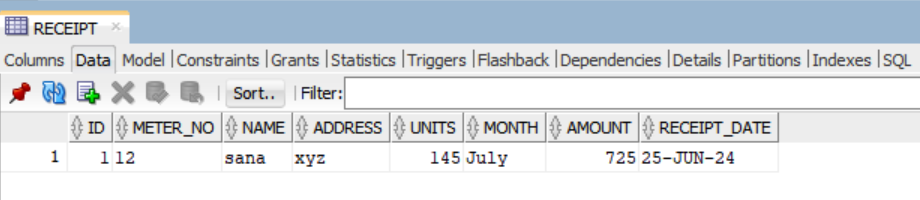 RECEIPT
Columns Data Model Constraints Grants Statistics Triggers Flashback Dependencies Details Partitions Indexes SQL
Sort.. Filter:
ID METER_NO NAME ADDRESS UNITS MONTH AMOUNT RECEIPT_DATE
1 1 12 sana xyz 145 July 725 25-JUN-24